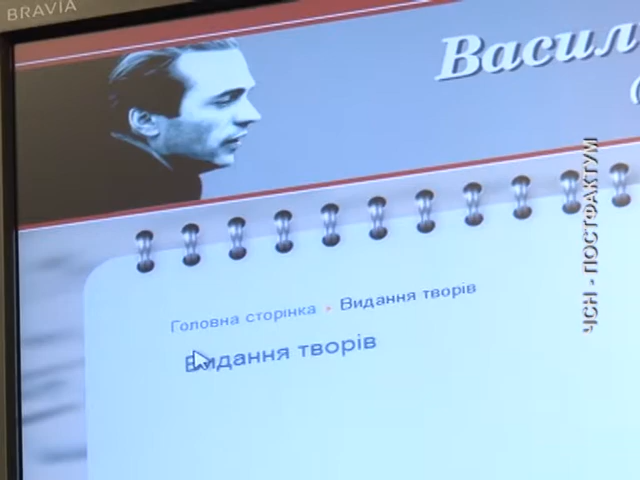 BRAVIA
Васил
(
ЧСН - ПОСТФАКТУМ
Головна сторінка • Видання творів
Видання творів